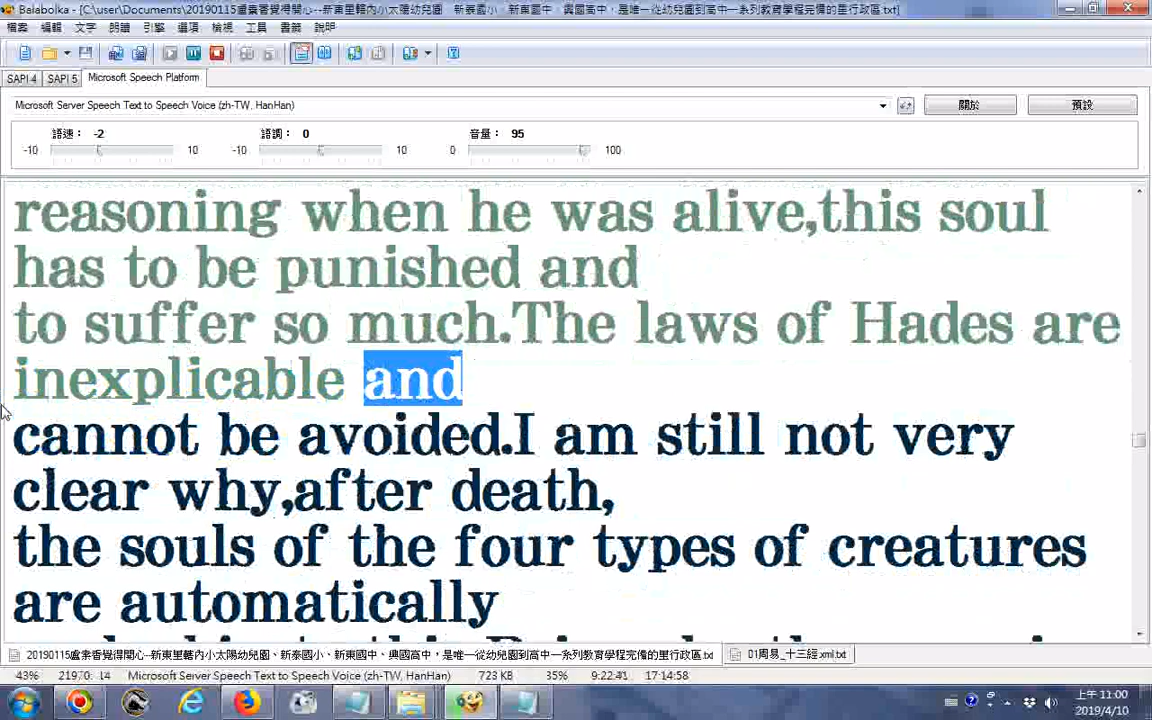 Balabolka - [C:\user\Documents\20190115盧彙香覺得開心--新東里轄內小太陽幼兒園、新泰國小、新東國中、興國高中，是唯一從幼兒園到高中一系列教育學程完備的里行政區.txt]
檔案 編輯 文字 朗讀 引擎 選項 檢視 工具 書籤 說明
SAPI 4 SAPI 5 Microsoft Speech Platform
Microsoft Server Speech Text to Speech Voice (zh-TW, HanHan) 關於 預設
語速： -2 語調： 0 音量： 95
-10 10 -10 10 0 100
reasoning when he was alive,this soul
has to be punished and
to suffer so much.The laws of Hades are
inexplicable and
cannot be avoided.I am still not very
clear why,after death,
the souls of the four types of creatures
are automatically
20190115盧彙香覺得開心--新東里轄內小太陽幼兒園、新泰國小、新東國中、興國高中，是唯一從幼兒園到高中一系列教育學程完備的里行政區.txt 01周易_十三經.xml.txt
43% 21970: 14 Microsoft Server Speech Text to Speech Voice (zh-TW, HanHan) 723 KB 35% 9:22:41 17:14:58
上午 11:00
2019/4/10